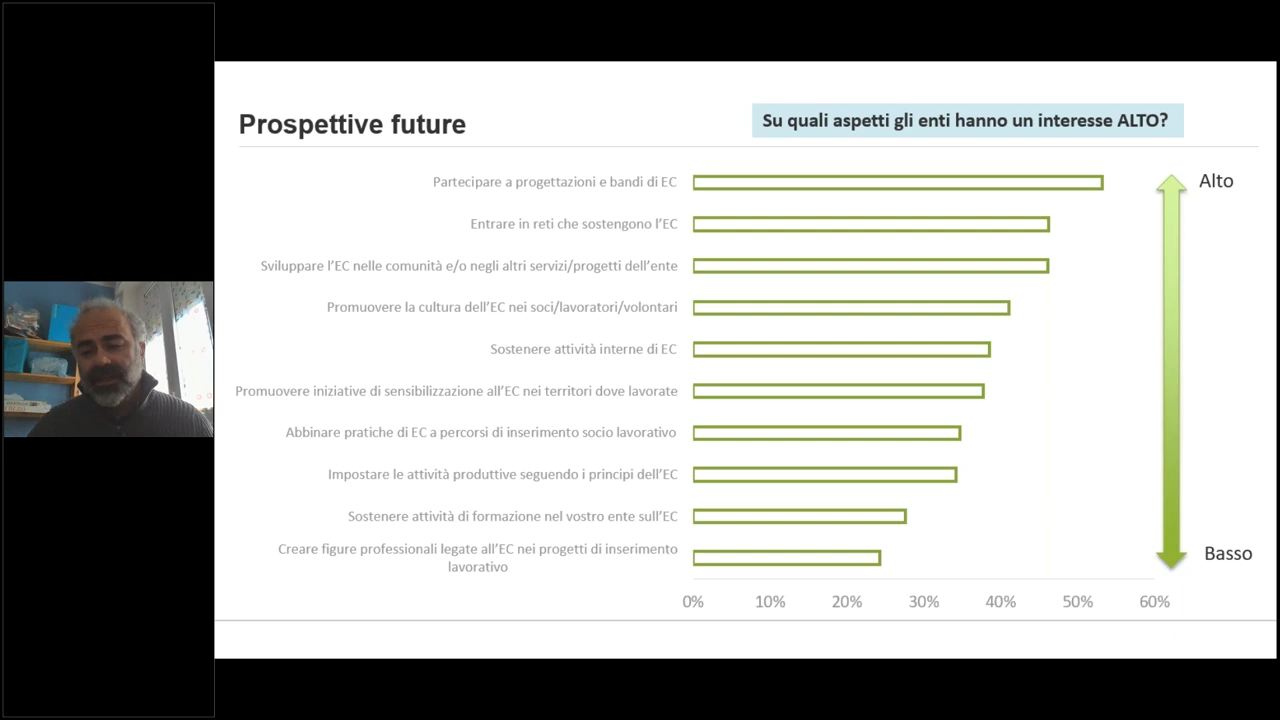 Prospettive future
Su quali aspetti gli enti hanno un interesse ALTO?
Partecipare a progettazioni e bandi di EC
Entrare in reti che sostengono l'EC
Sviluppare l'EC nelle comunità e/o negli altri servizi/progetti dell'ente
Promuovere la cultura dell'EC nei soci/lavoratori/volontari
Sostenere attività interne di EC
Promuovere iniziative di sensibilizzazione all'EC nei territori dove lavorate
Abbinare pratiche di EC a percorsi di inserimento socio lavorativo
Impostare le attività produttive seguendo i principi dell'EC
Sostenere attività di formazione nel vostro ente sull'EC
Creare figure professionali legate all'EC nei progetti di inserimento
lavorativo
Alto
Basso
0% 10% 20% 30% 40% 50% 60%